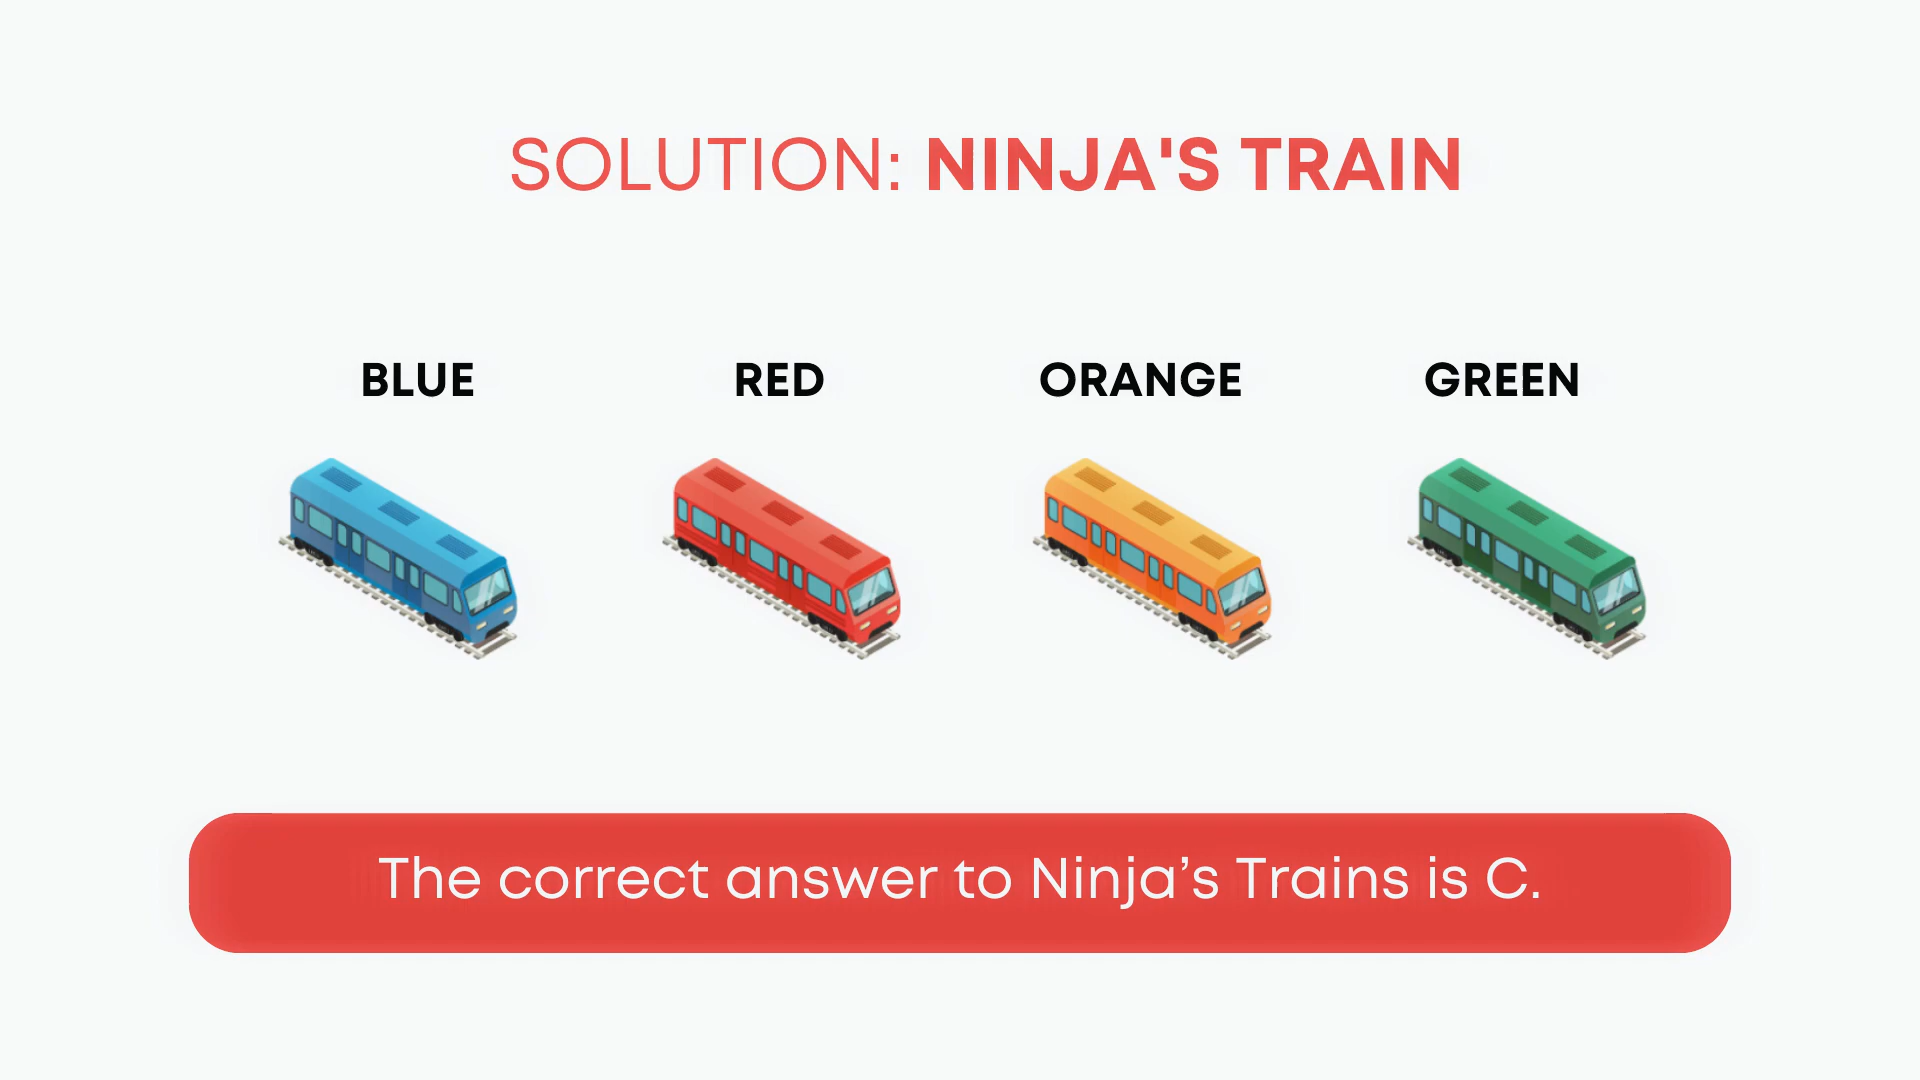 SOLUTION: NINJA'S TRAIN
BLUE
RED
ORANGE
GREEN
The correct answer to Ninja’s Trains is C.